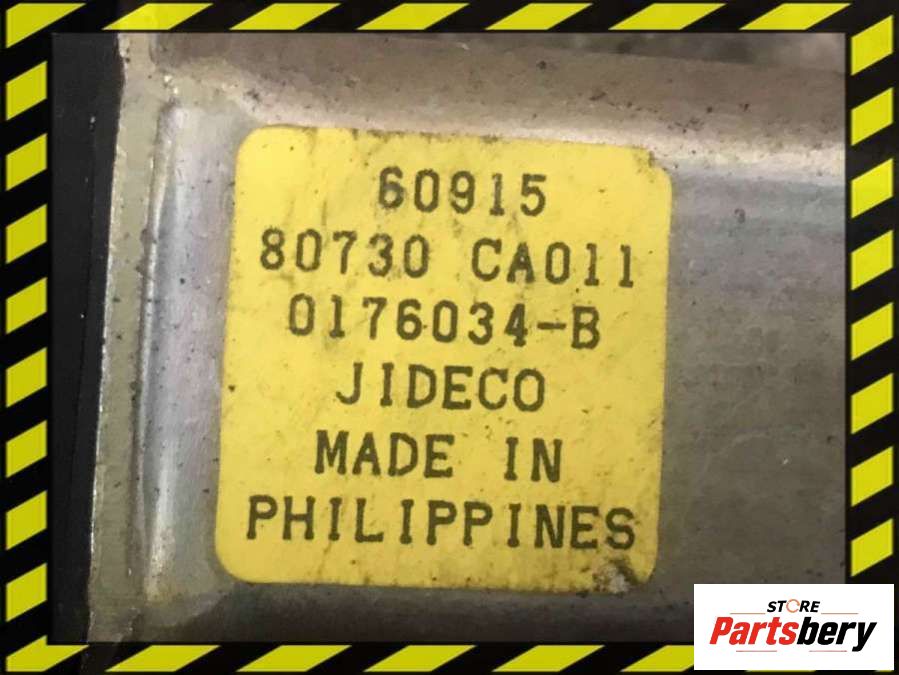 60915
80730 CA011
0176034-B
JIDECO
MADE IN
PHILIPPINES
STORE
Partsbery